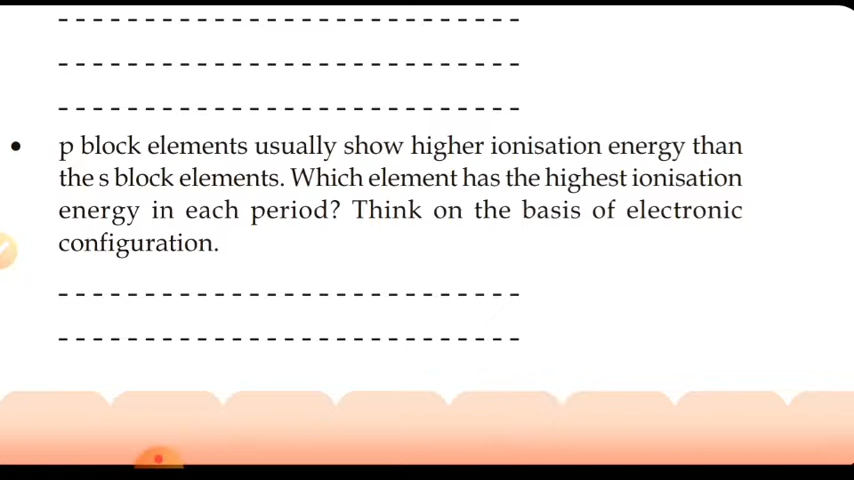 • p block elements usually show higher ionisation energy than
the s block elements. Which element has the highest ionisation
energy in each period? Think on the basis of electronic
configuration.